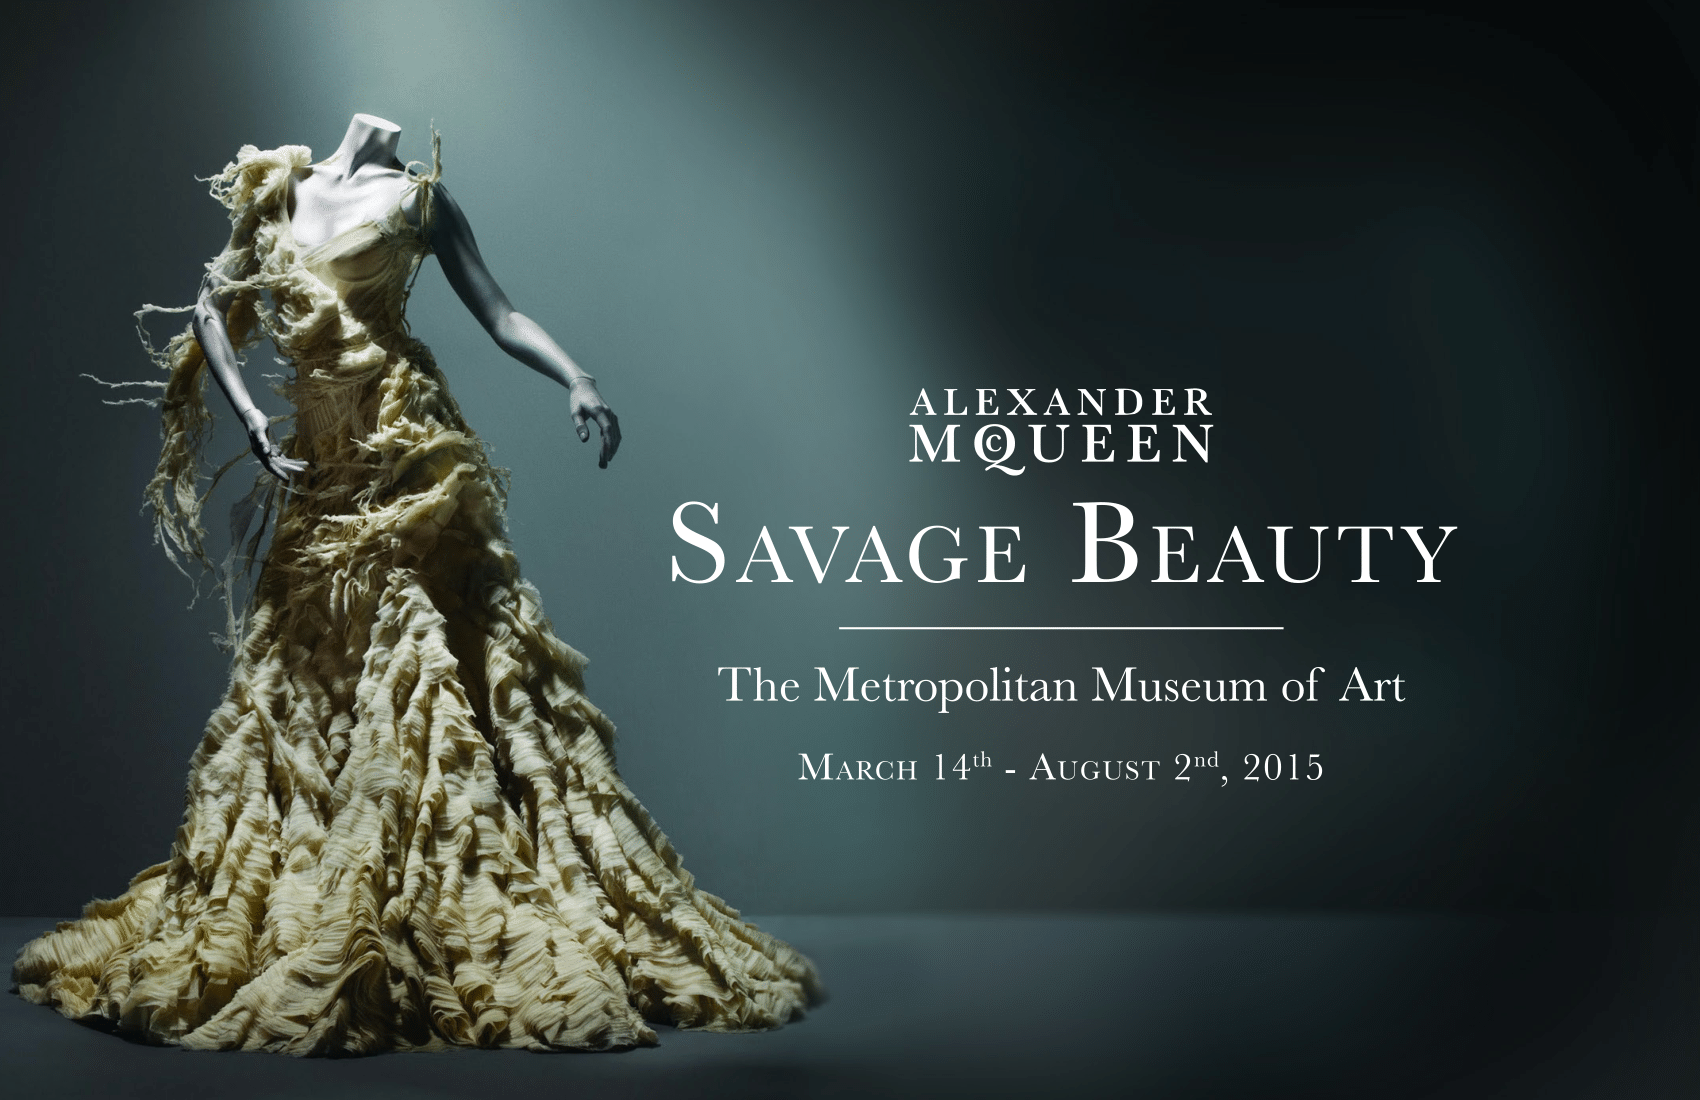 ALEXANDER
McQUEEN
SAVAGE BEAUTY
The Metropolitan Museum of Art
MARCH 14th - AUGUST 2nd, 2015